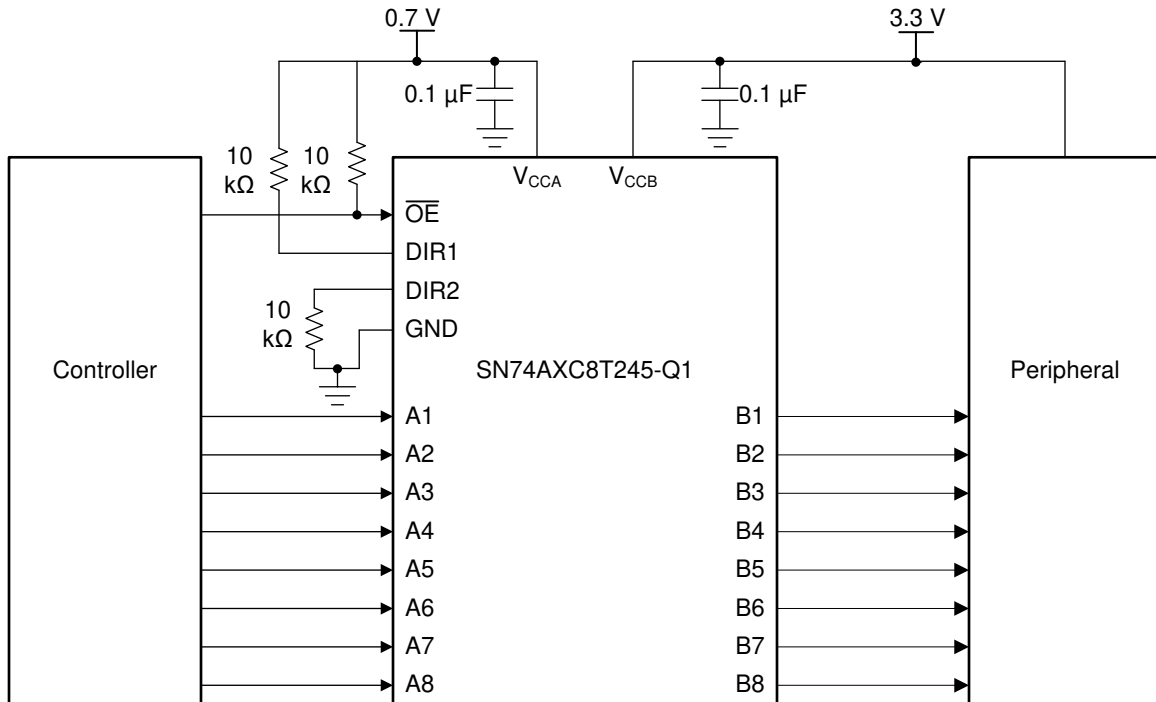 0.7 V
3.3 V
0.1 µF
0.1 µF
10
kΩ
10
kΩ
VCCA
VCCB
OE
DIR1
DIR2
10
kΩ
GND
Controller
SN74AXC8T245-Q1
Peripheral
A1
B1
A2
B2
A3
B3
A4
B4
A5
B5
A6
B6
A7
B7
A8
B8